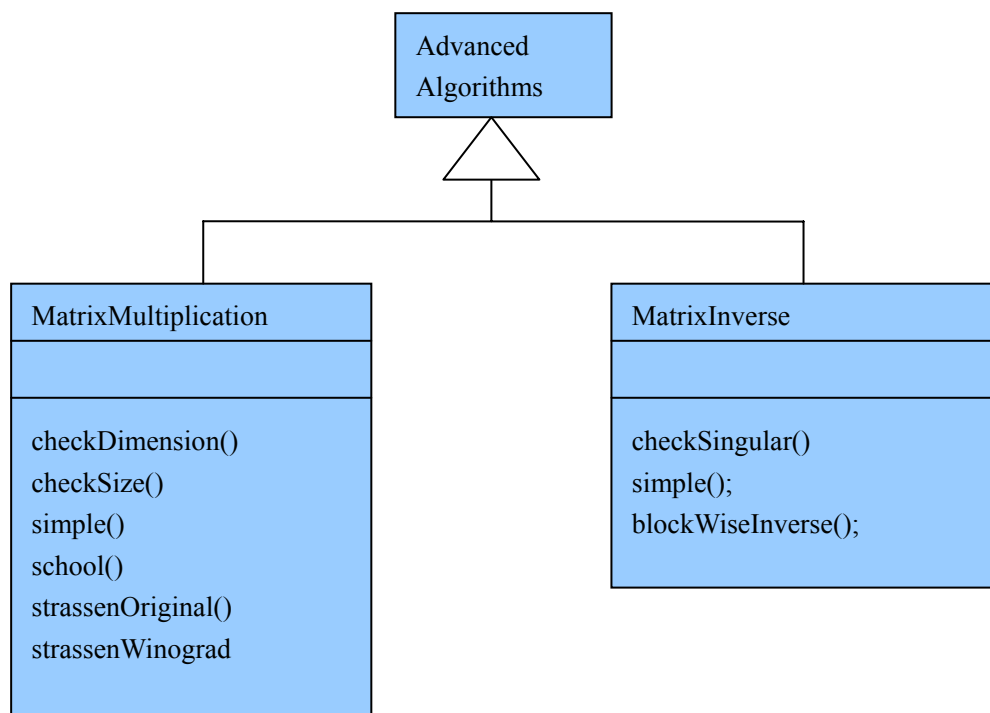 Advanced
Algorithms
MatrixMultiplication
checkDimension()
checkSize()
simple()
school()
strassenOriginal()
strassenWinograd
MatrixInverse
checkSingular()
simple();
blockWiseInverse();